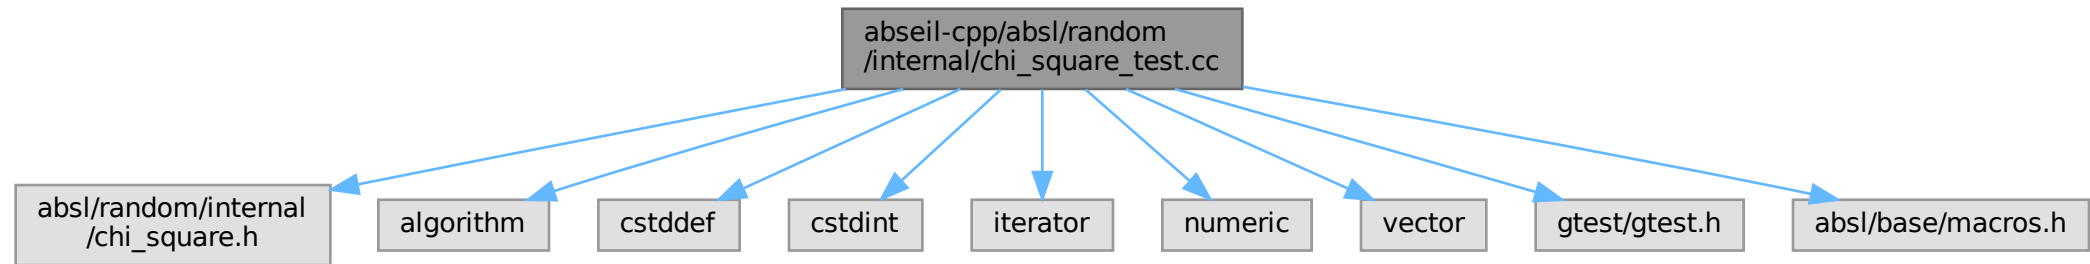 abseil-cpp/absl/random
/internal/chi_square_test.cc
absl/random/internal
/chi_square.h
algorithm
cstddef
cstdint
iterator
numeric
vector
gtest/gtest.h
absl/base/macros.h